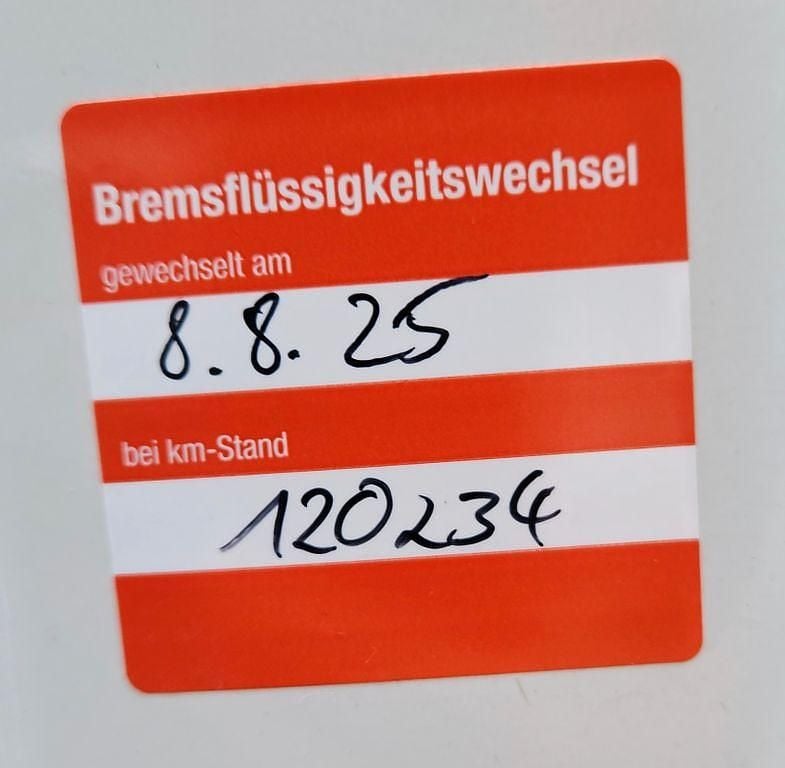 Bremsflüssigkeitswechsel
gewechselt am
8.8.25
bei km-Stand
120234